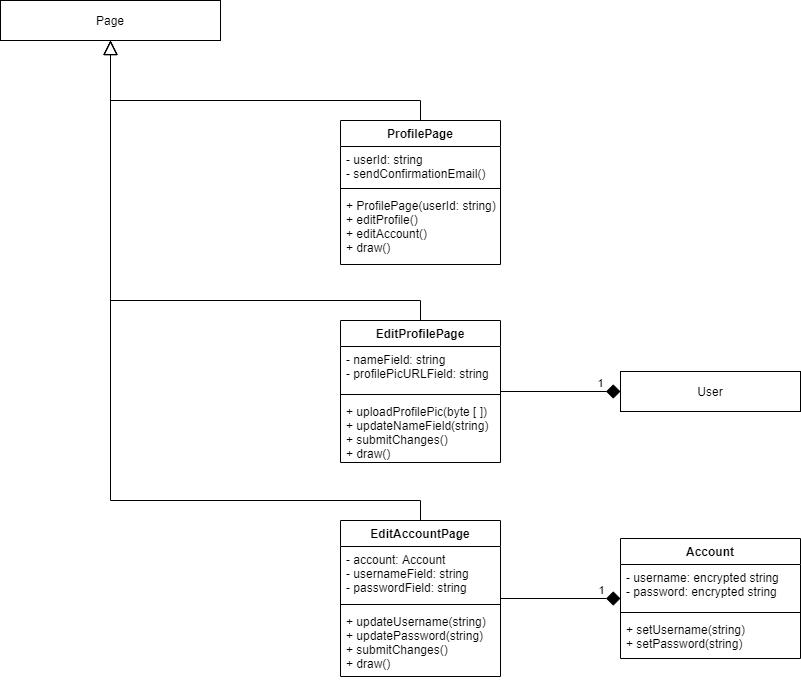 Page
ProfilePage
- userId: string
- sendConfirmationEmail()
+ ProfilePage(userId: string)
+ editProfile()
+ editAccount()
+ draw()
EditProfilePage
- nameField: string
- profilePicURLField: string
+ uploadProfilePic(byte [ ])
+ updateNameField(string)
+ submitChanges()
+ draw()
1
User
EditAccountPage
- account: Account
- usernameField: string
- passwordField: string
+ updateUsername(string)
+ updatePassword(string)
+ submitChanges()
+ draw()
1
Account
- username: encrypted string
- password: encrypted string
+ setUsername(string)
+ setPassword(string)